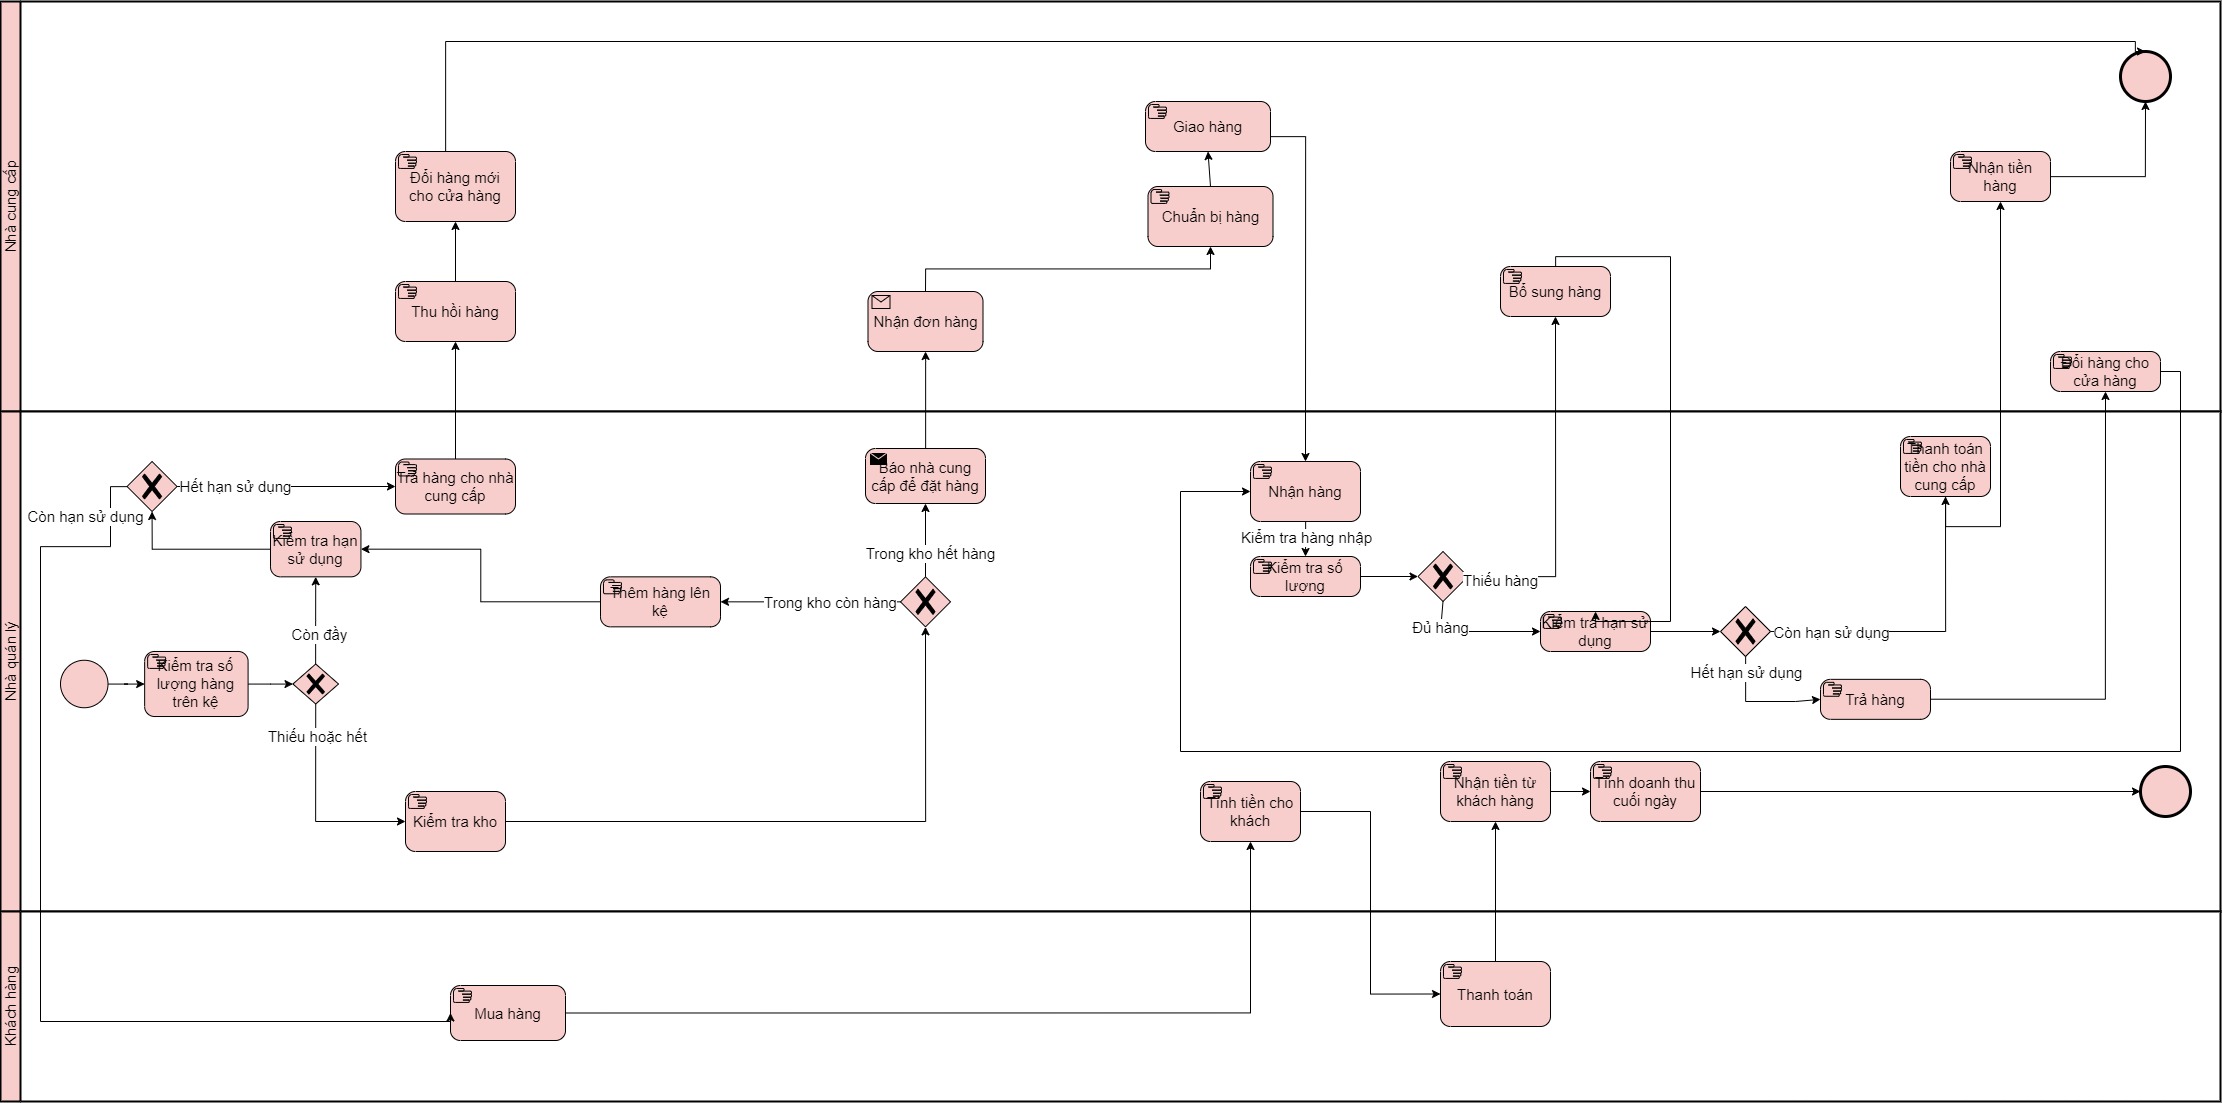 Nhà cung cấp
Giao hàng
Đổi hàng mới
cho cửa hàng
Nhận tiền
hàng
Chuẩn bị hàng
Thu hồi hàng
Nhận đơn hàng
Bổ sung hàng
hàng cho
cửa hàng
Nhà quản lý
Hết hạn sử dụng
Trả hàng cho nhà
cung cấp
Báo nhà cung
cấp để đặt hàng
Nhận hàng
toán
tiền cho nhà
cung cấp
Còn hạn sử dụng
Kiểm tra hạn
sử dụng
Trong kho hết hàng
Kiểm tra hàng nhập
Kiểm tra số
lượng
Thiếu hàng
Thêm hàng lên
kệ
Trong kho còn hàng
Còn đầy
Đủ hàng
Kiểm tra hạn sử
dụng
Còn hạn sử dụng
Kiểm tra số
lượng hàng
trên kệ
Hết hạn sử dụng
Trả hàng
Thiếu hoặc hết
Kiểm tra kho
Tính tiền cho
khách
Nhận tiền từ
khách hàng
Tính doanh thu
cuối ngày
Khách hàng
Mua hàng
Thanh toán